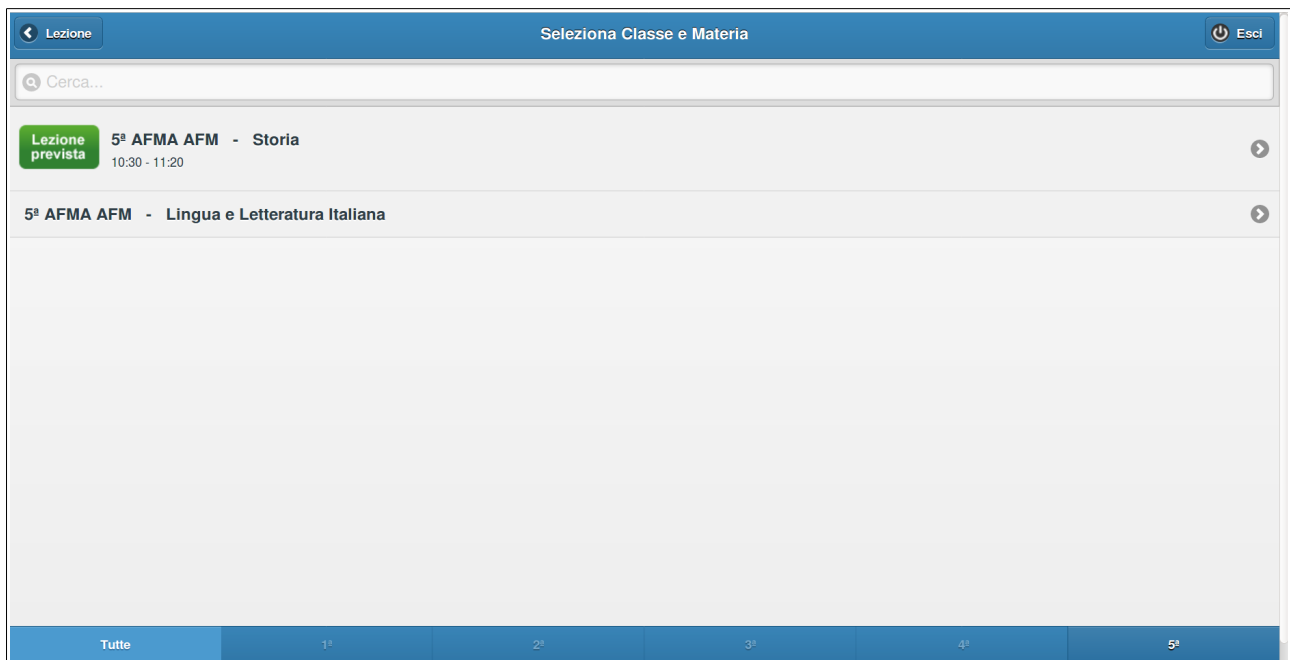 Lezione
Seleziona Classe e Materia
Esci
Cerca...
Lezione
prevista
5ª AFMA AFM - Storia
10:30 - 11:20
5ª AFMA AFM - Lingua e Letteratura Italiana
Tutte
1ª
2ª
3ª
4ª
5ª